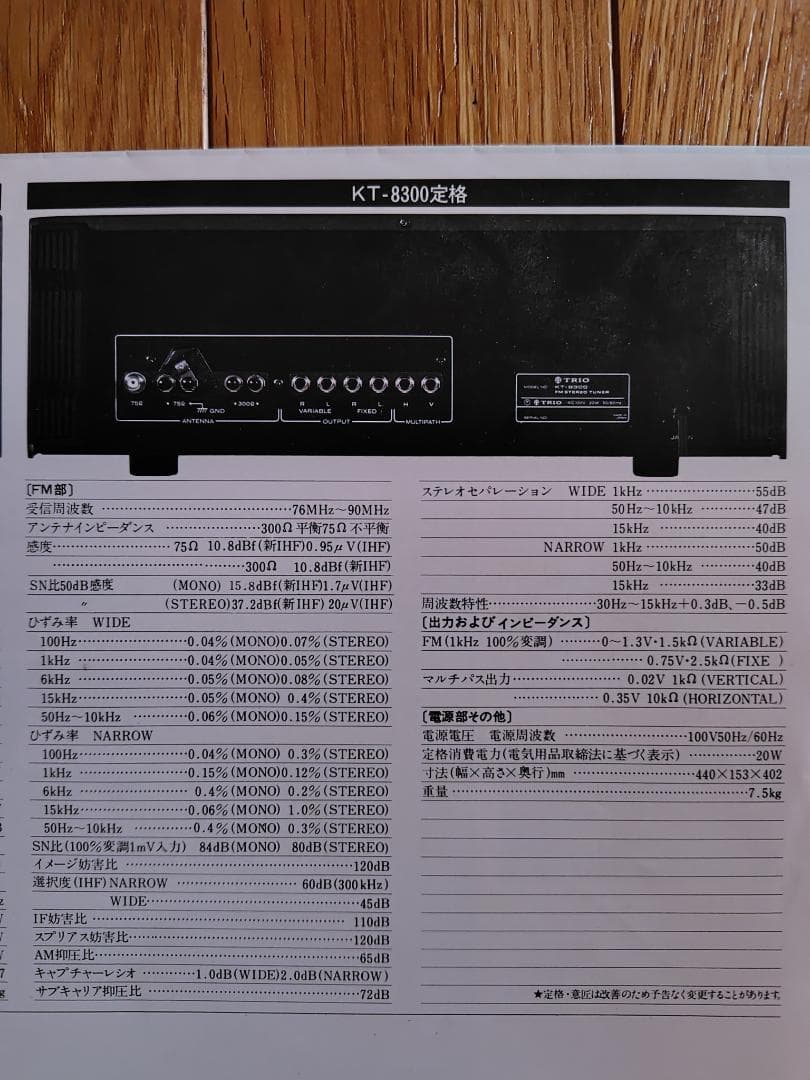 KT-8300定格
75Ω
75Ω
GND
300Ω
ANTENNA
R
L
R
L
H
V
VARIABLE
FIXED
OUTPUT
MULTIPATH
TRIO
MODEL NO.
KT-8300
FM STEREO TUNER
TRIO
SERIAL NO.
〔FM部〕
受信周波数 ……76MHz〜90MHz
アンテナインピーダンス ……300Ω平衡75Ω不平衡
感度……75Ω 10.8dBf(新IHF)0.95μV(IHF)
……300Ω 10.8dBf(新IHF)
SN比50dB感度 (MONO) 15.8dBf(新IHF)1.7μV(IHF)
〃 (STEREO)37.2dBf(新IHF) 20μV(IHF)
ひずみ率 WIDE
100Hz……0.04%(MONO)0.07%(STEREO)
1kHz ……0.04%(MONO)0.05%(STEREO)
6kHz ……0.05%(MONO)0.08%(STEREO)
15kHz……0.05%(MONO) 0.4%(STEREO)
50Hz〜10kHz ……0.06%(MONO)0.15%(STEREO)
ひずみ率 NARROW
100Hz……0.04%(MONO) 0.3%(STEREO)
1kHz ……0.15%(MONO)0.12%(STEREO)
6kHz ……0.4%(MONO) 0.2%(STEREO)
15kHz……0.06%(MONO) 1.0%(STEREO)
50Hz〜10kHz ……0.4%(MONO) 0.3%(STEREO)
SN比(100%変調1mV入力) 84dB(MONO) 80dB(STEREO)
イメージ妨害比 ……120dB
選択度(IHF)NARROW ……60dB(300kHz)
WIDE……45dB
IF妨害比 ……110dB
スプリアス妨害比……120dB
AM抑圧比……65dB
キャプチャーレシオ ……1.0dB(WIDE)2.0dB(NARROW)
サブキャリア抑圧比 ……72dB
ステレオセパレーション WIDE 1kHz ……55dB
50Hz〜10kHz ……47dB
15kHz ……40dB
NARROW 1kHz ……50dB
50Hz〜10kHz ……40dB
15kHz ……33dB
周波数特性……30Hz〜15kHz+0.3dB、-0.5dB
〔出力およびインピーダンス〕
FM(1kHz 100%変調) ……0〜1.3V・1.5kΩ(VARIABLE)
……0.75V・2.5kΩ(FIXE )
マルチパス出力……0.02V 1kΩ(VERTICAL)
……0.35V 10kΩ(HORIZONTAL)
〔電源部その他〕
電源電圧 電源周波数 ……100V50Hz/60Hz
定格消費電力(電気用品取締法に基づく表示) ……20W
寸法(幅×高さ×奥行)mm ……440×153×402
重量 ……7.5kg
★定格・意匠は改善のため予告なく変更することがあります。